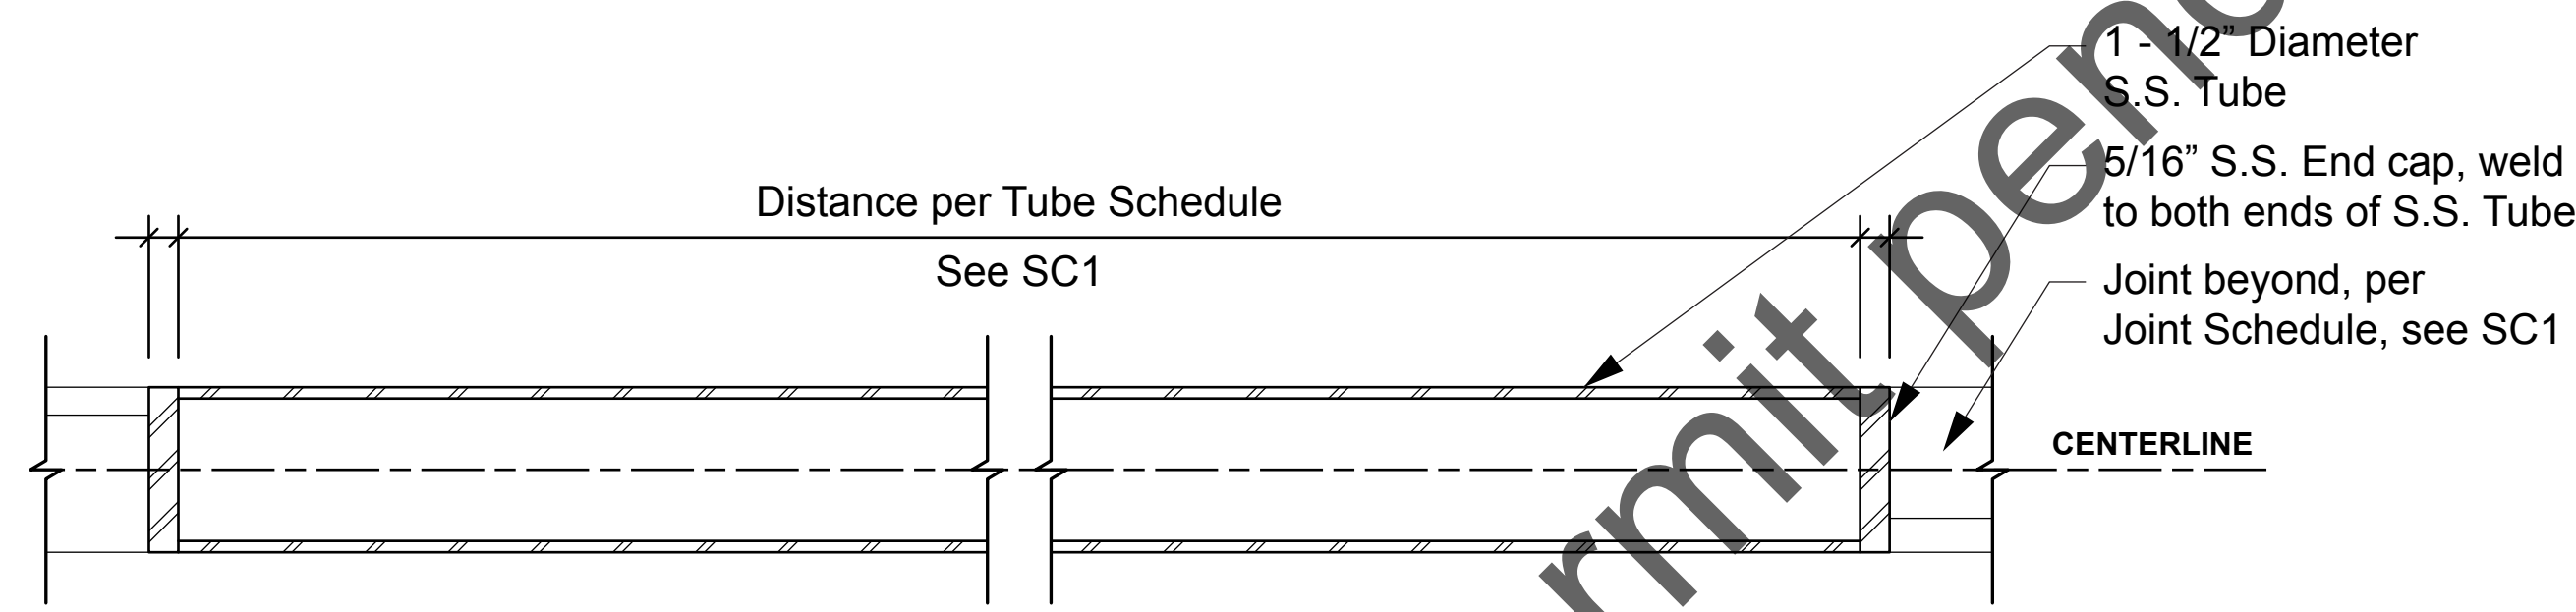 1 - 1/2” Diameter
S.S. Tube
5/16” S.S. End cap, weld
to both ends of S.S. Tube
Distance per Tube Schedule
See SC1
Joint beyond, per
Joint Schedule, see SC1
CENTERLINE